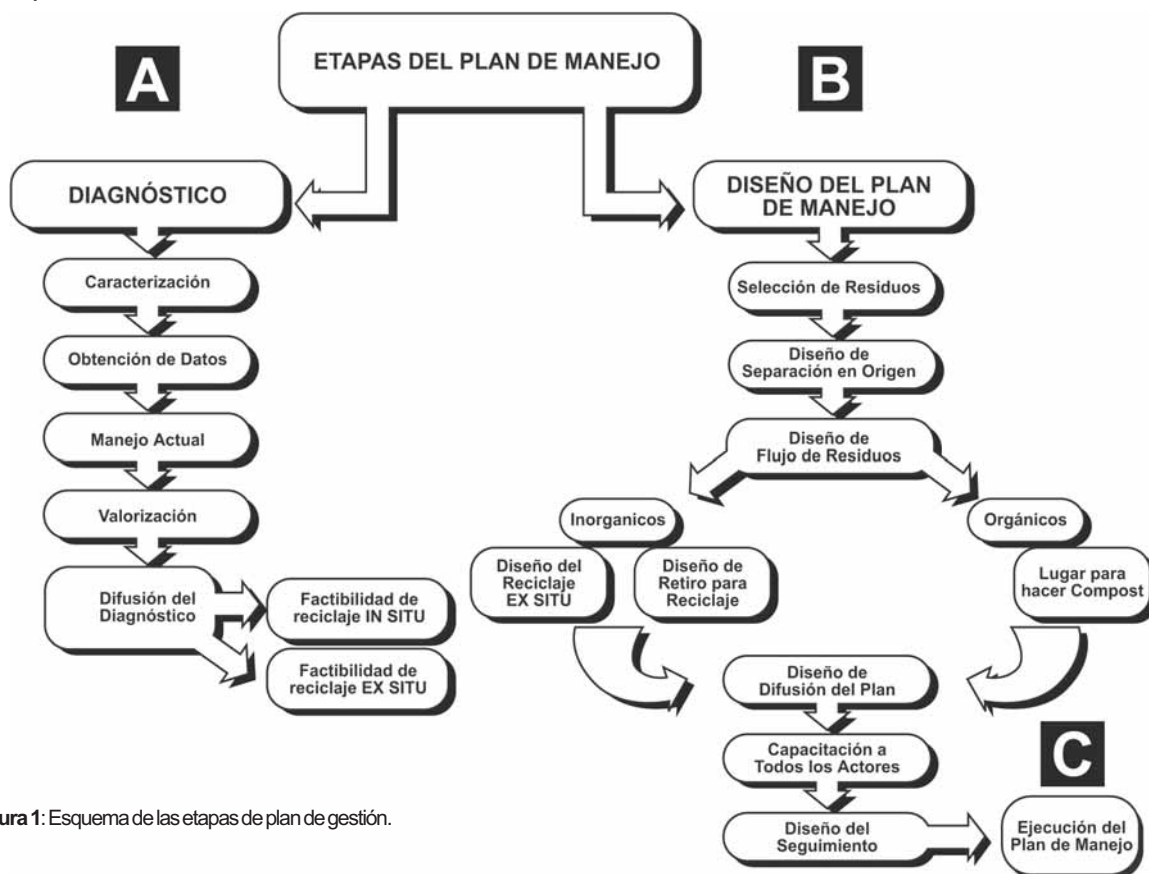 ETAPAS DEL PLAN DE MANEJO
A
DIAGNÓSTICO
Caracterización
Obtención de Datos
Manejo Actual
Valorización
Difusión del
Diagnóstico
Factibilidad de
reciclaje IN SITU
Factibilidad de
reciclaje EX SITU
B
DISEÑO DEL PLAN
DE MANEJO
Selección de Residuos
Diseño de
Separación en Origen
Diseño de
Flujo de Residuos
Inorganicos
Diseño del
Reciclaje
EX SITU
Diseño de
Retiro para
Reciclaje
Orgánicos
Lugar para
hacer Compost
Diseño de
Difusión del Plan
Capacitación a
Todos los Actores
Diseño del
Seguimiento
C
Ejecución del
Plan de Manejo
ura 1: Esquema de las etapas de plan de gestión.